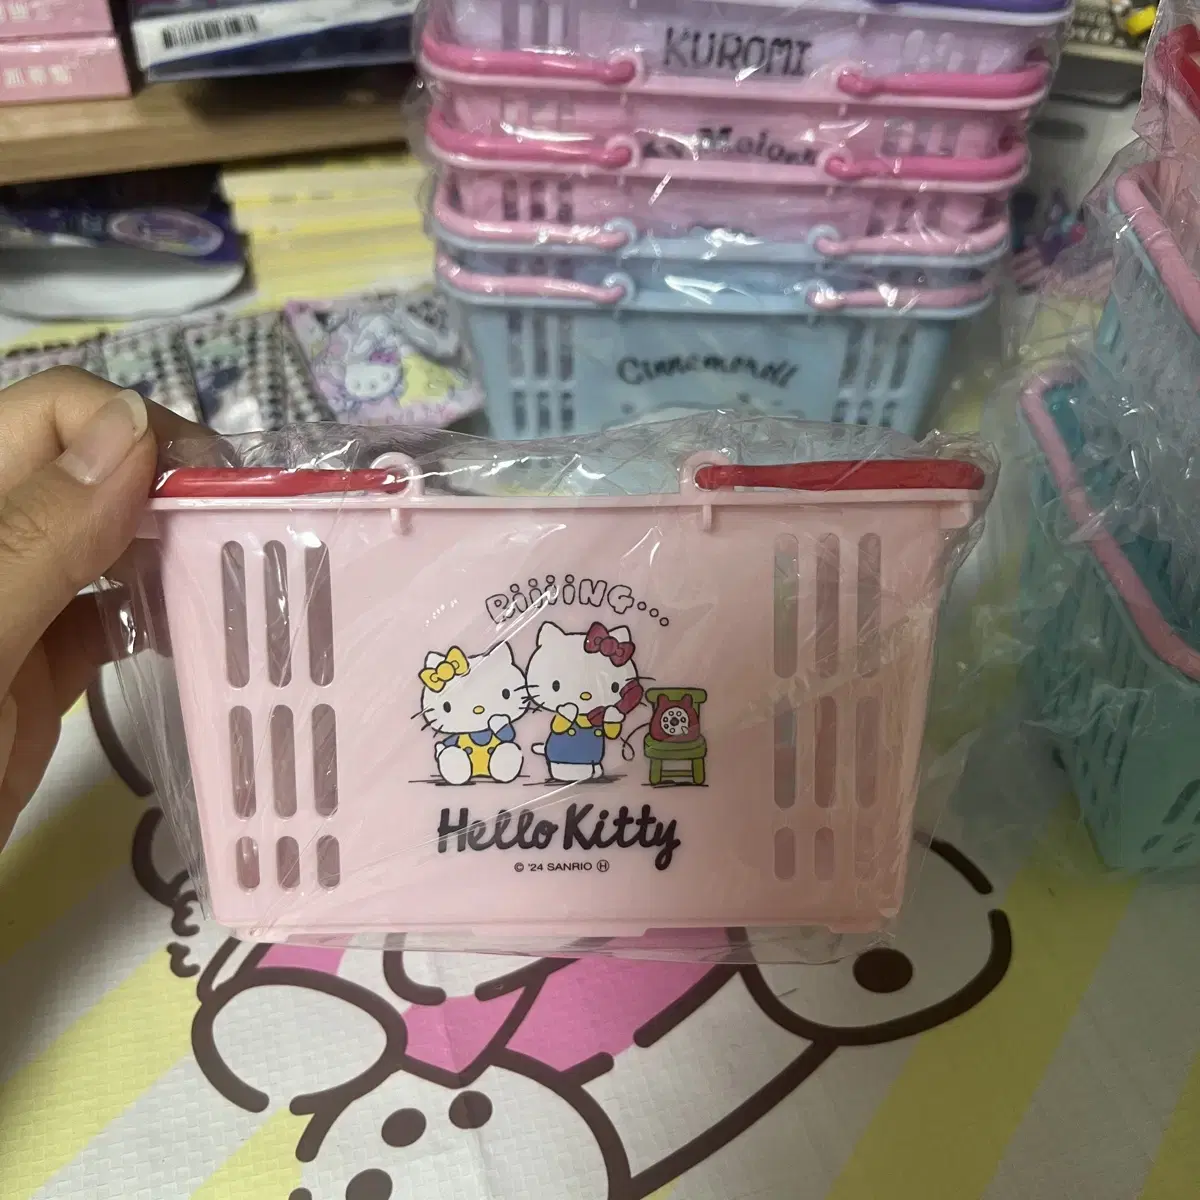 KUROMI
Cinnamoroll
RiiiiNG...
Hello Kitty
© '24 SANRIO Ⓗ